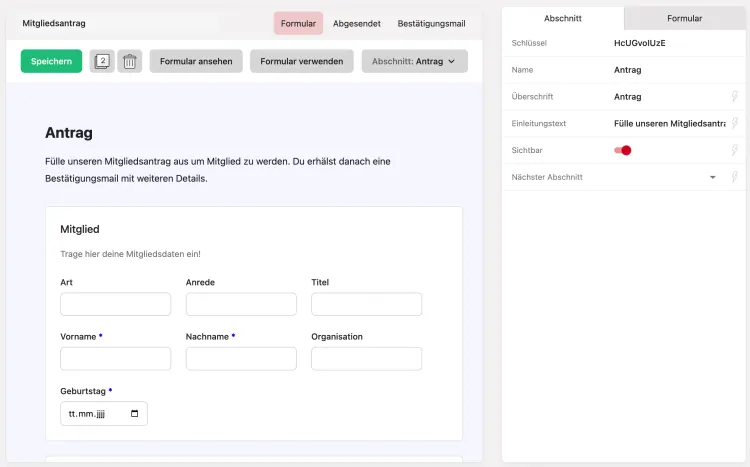 Mitgliedsantrag
Formular Abgesendet Bestätigungsmail
Speichern 2 Formular ansehen Formular verwenden Abschnitt: Antrag
Antrag
Fülle unseren Mitgliedsantrag aus um Mitglied zu werden. Du erhälst danach eine
Bestätigungsmail mit weiteren Details.
Mitglied
Trage hier deine Mitgliedsdaten ein!
Art Anrede Titel
Vorname * Nachname * Organisation
Geburtstag *
tt.mm.jjjj
Abschnitt Formular
Schlüssel HcUGvolUzE
Name Antrag
Überschrift Antrag
Einleitungstext Fülle unseren Mitgliedsantra
Sichtbar
Nächster Abschnitt